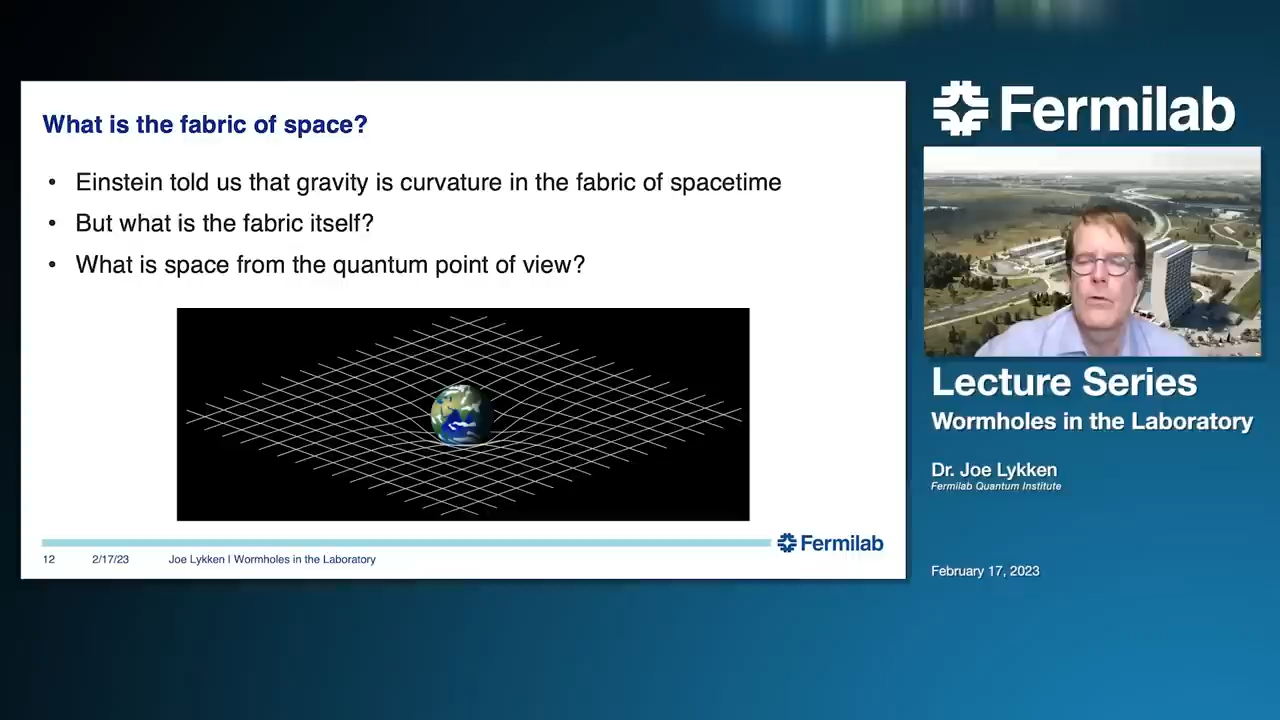 What is the fabric of space?
• Einstein told us that gravity is curvature in the fabric of spacetime
• But what is the fabric itself?
• What is space from the quantum point of view?
Fermilab
12 2/17/23 Joe Lykken | Wormholes in the Laboratory
Fermilab
Lecture Series
Wormholes in the Laboratory
Dr. Joe Lykken
Fermilab Quantum Institute
February 17, 2023